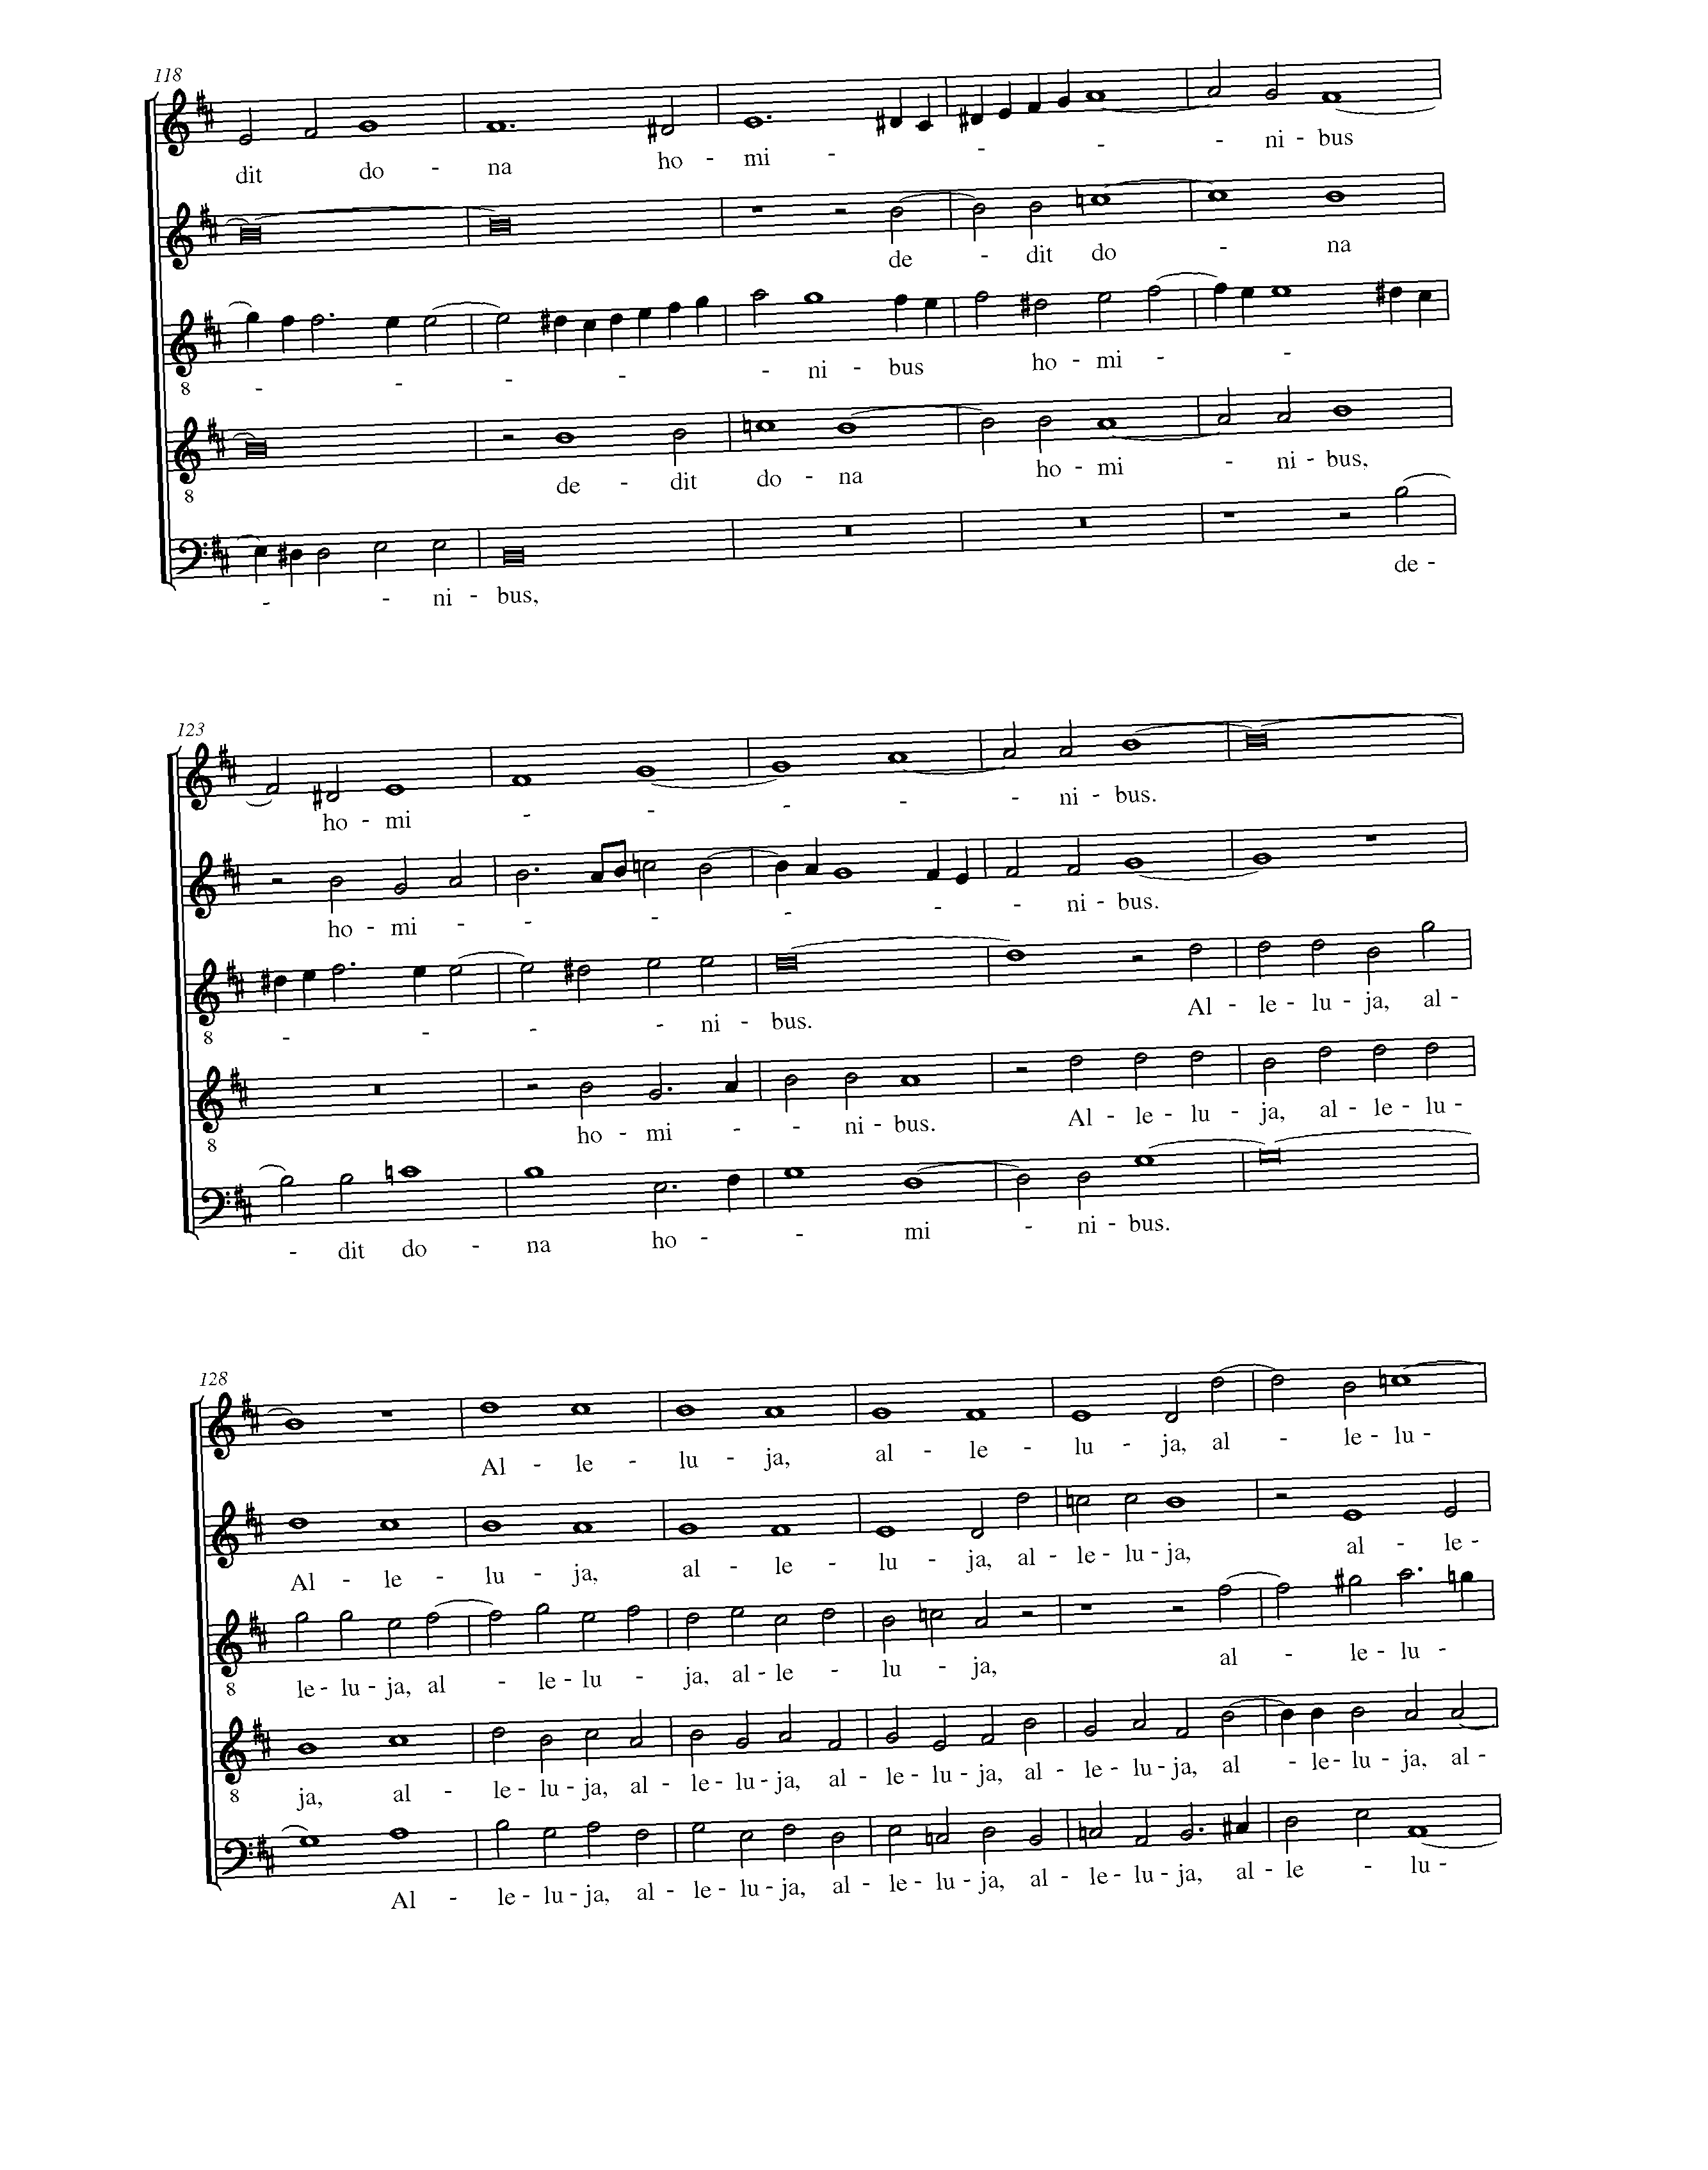 118
dit do - na ho - mi - - - - ni - bus
de - dit do - na
- - - - - ni - bus ho - mi - -
8
de - dit do - na ho - mi - ni - bus,
8
- - ni - bus, de -
123
ho - mi - - - - - ni - bus.
ho - mi - - - - - - ni - bus.
- - - - ni - bus. Al - le - lu - ja, al -
8
ho - mi - - ni - bus. Al - le - lu - ja, al - le - lu -
8
- dit do - na ho - - mi - ni - bus.
128
Al - le - lu - ja, al - le - lu - ja, al - le - lu -
Al - le - lu - ja, al - le - lu - ja, al - le - lu - ja, al - le -
le - lu - ja, al - le - lu - ja, al - le - lu - ja, al - le - lu -
8
ja, al - le - lu - ja, al - le - lu - ja, al - le - lu - ja, al - le - lu - ja, al - le - lu - ja, al -
8
Al - le - lu - ja, al - le - lu - ja, al - le - lu - ja, al - le - lu - ja, al - le - lu -